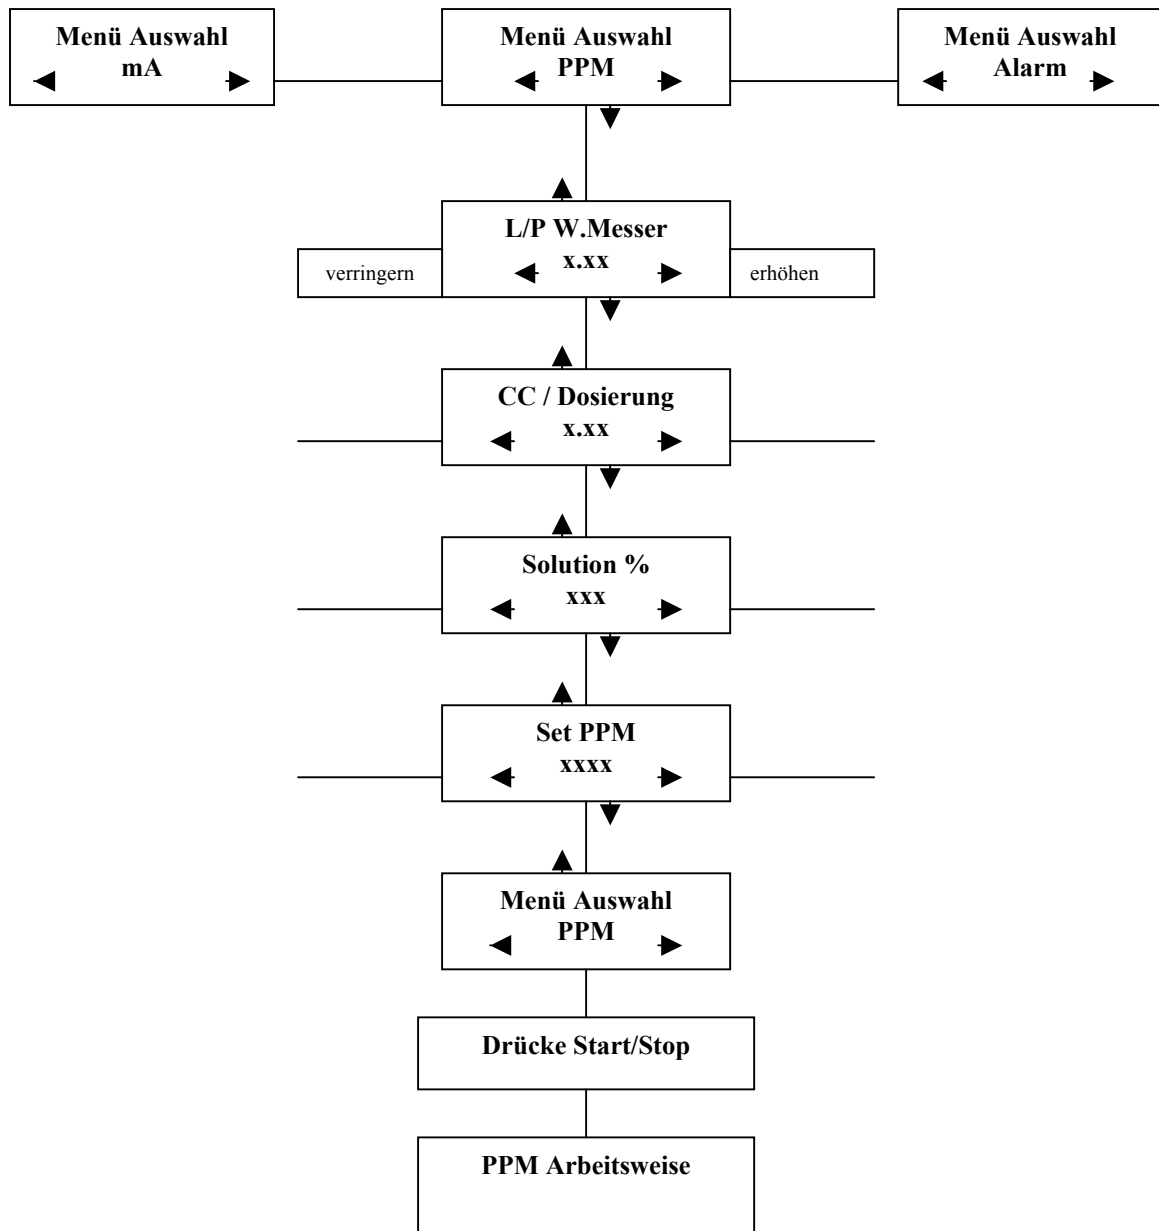 Menü Auswahl
mA
Menü Auswahl
PPM
Menü Auswahl
Alarm
L/P W.Messer
x.xx
verringern
erhöhen
CC / Dosierung
x.xx
Solution %
xxx
Set PPM
xxxx
Menü Auswahl
PPM
Drücke Start/Stop
PPM Arbeitsweise